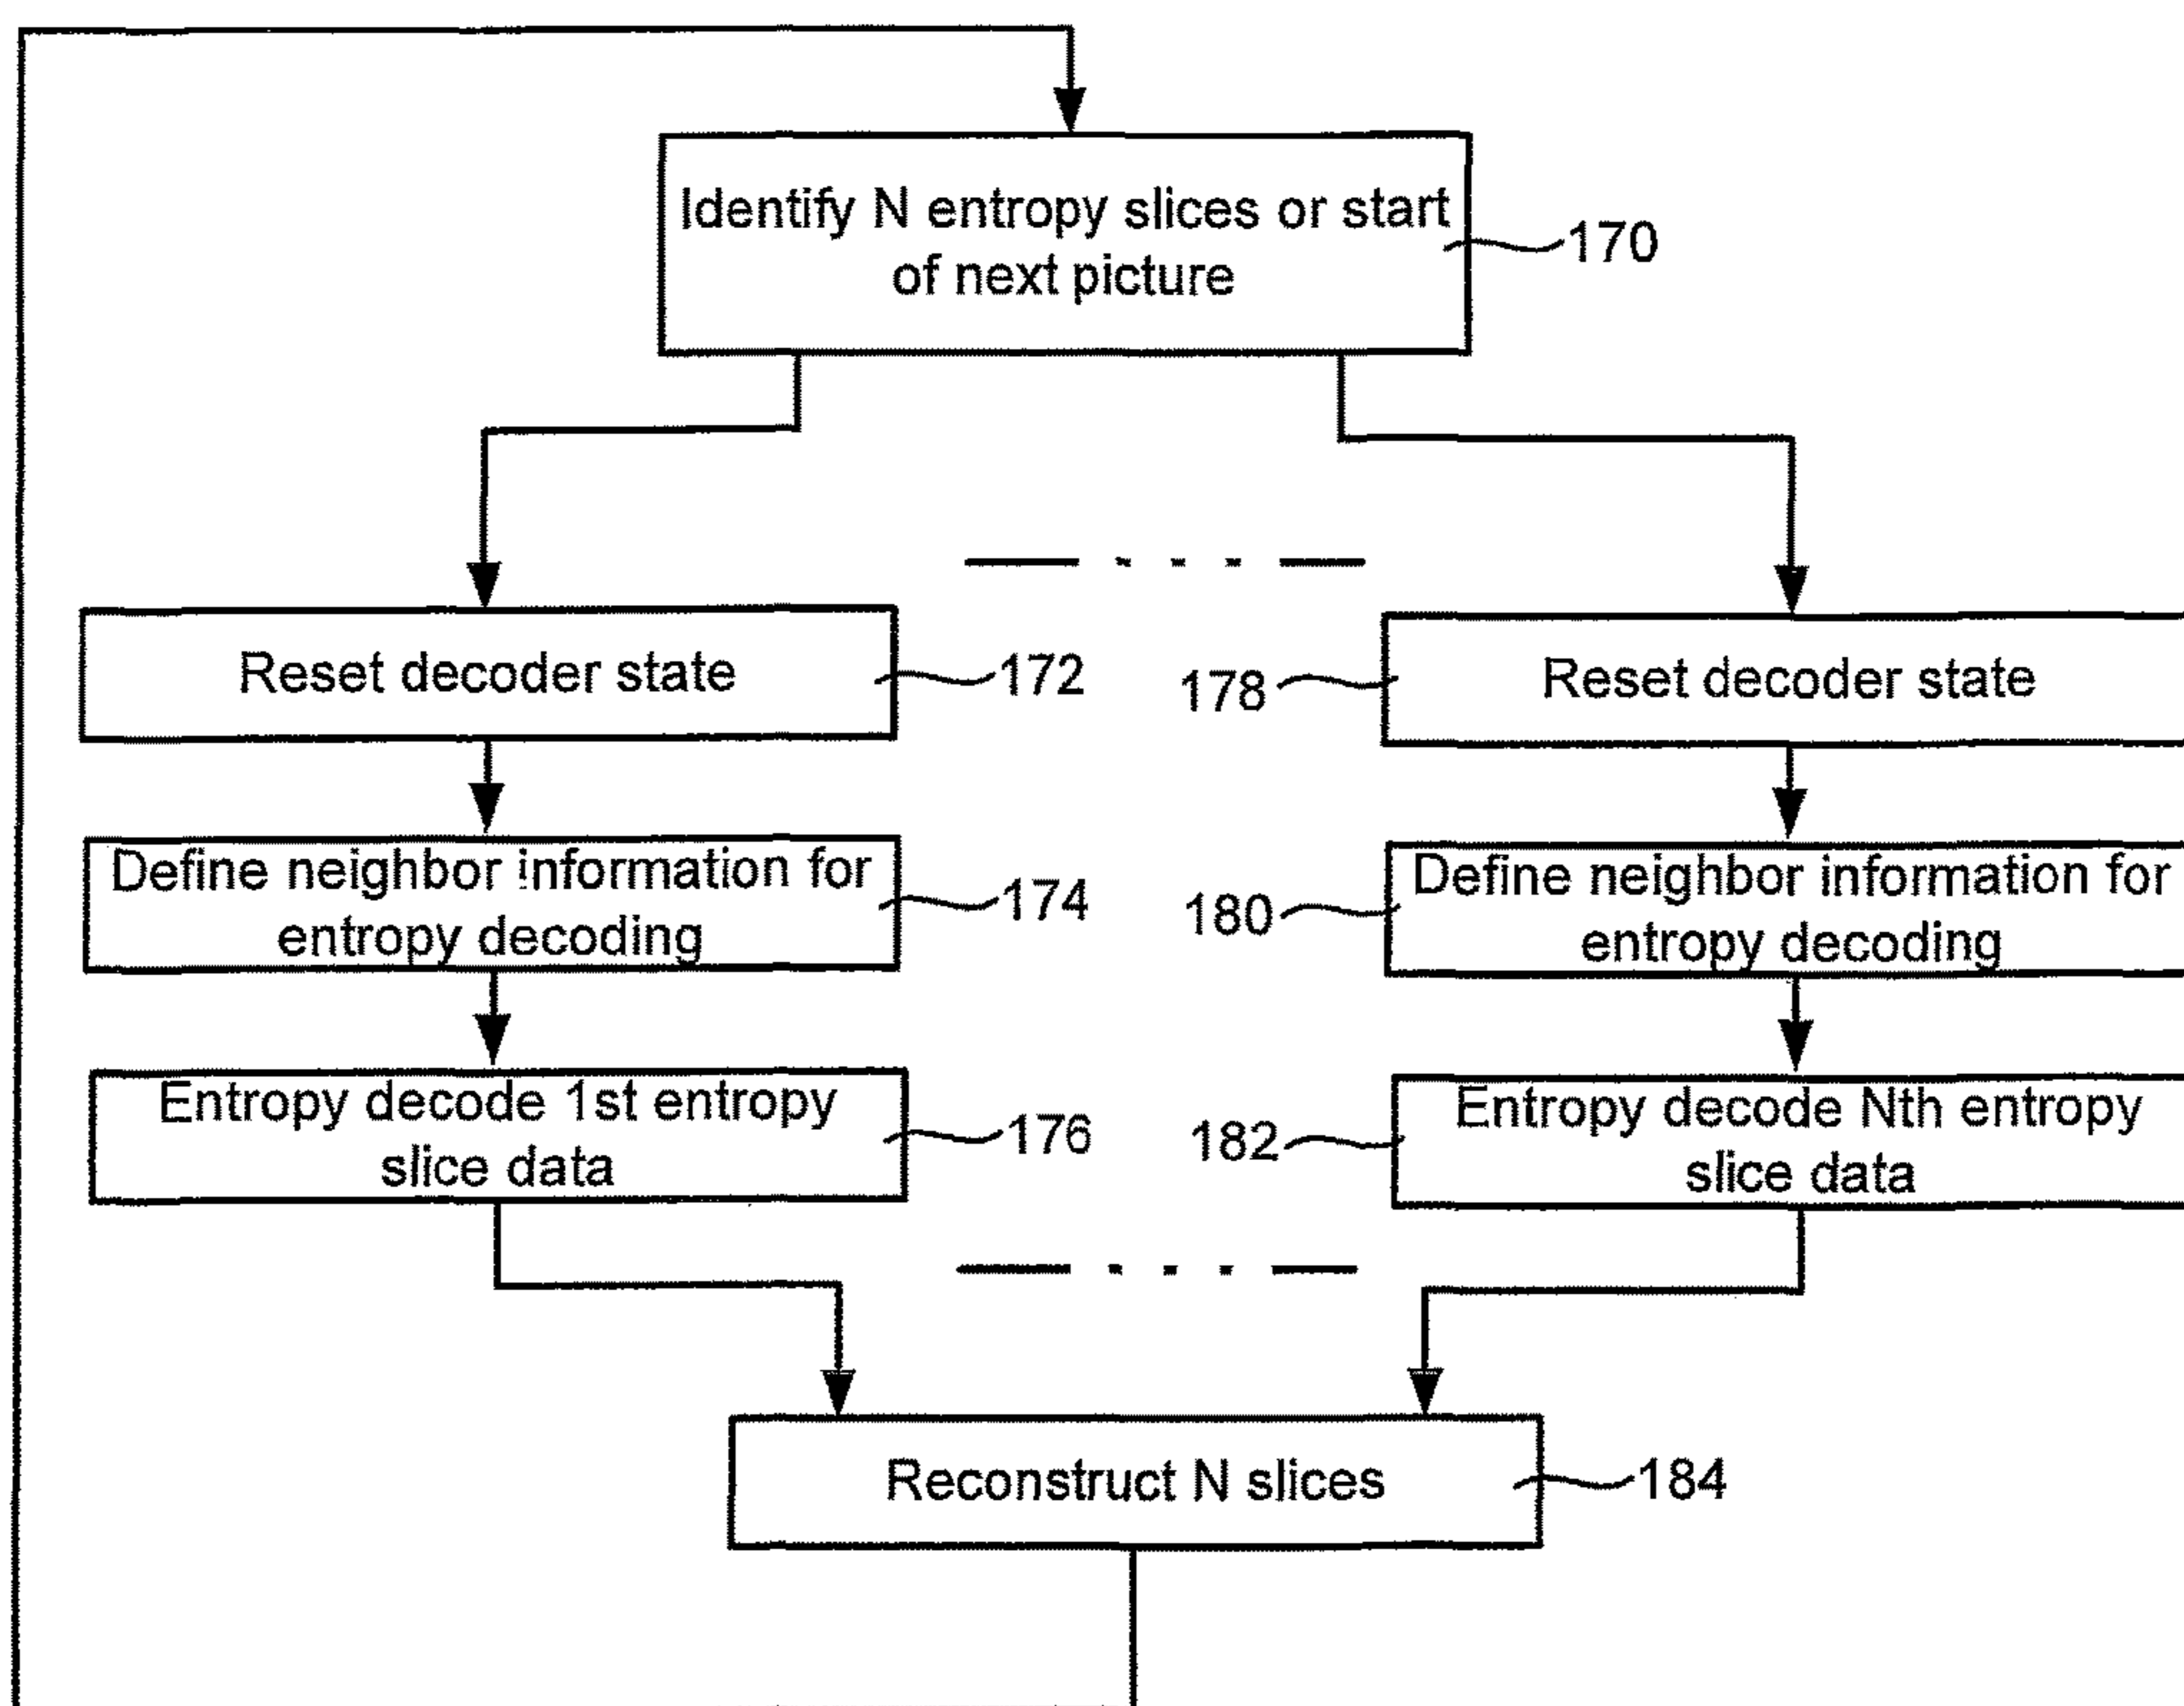 Identify N entropy slices or start
of next picture
170
Reset decoder state
172
178
Reset decoder state
Define neighbor information for
entropy decoding
174
180
Define neighbor information for
entropy decoding
Entropy decode 1st entropy
slice data
176
182
Entropy decode Nth entropy
slice data
Reconstruct N slices
184